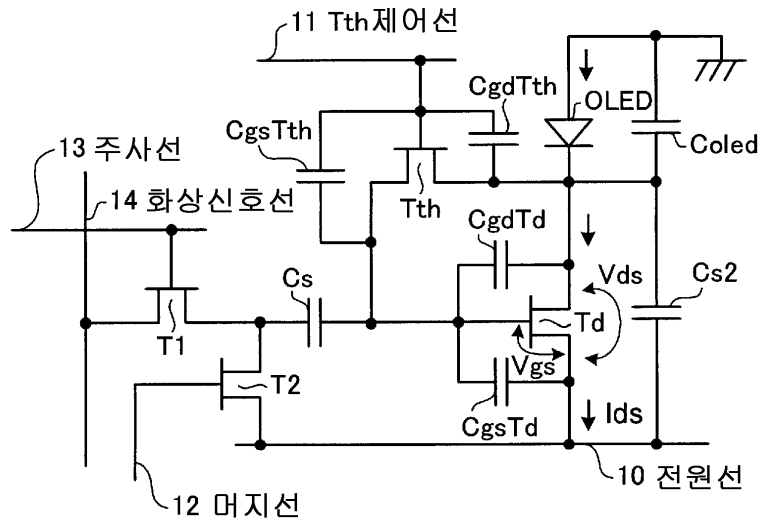 11 Tth제어선
CgdTth
OLED
CgsTth
Coled
13 주사선
14 화상신호선
Tth
CgdTd
Cs
Vds
Cs2
T1
Td
Vgs
T2
CgsTd
Ids
10 전원선
12 머지선